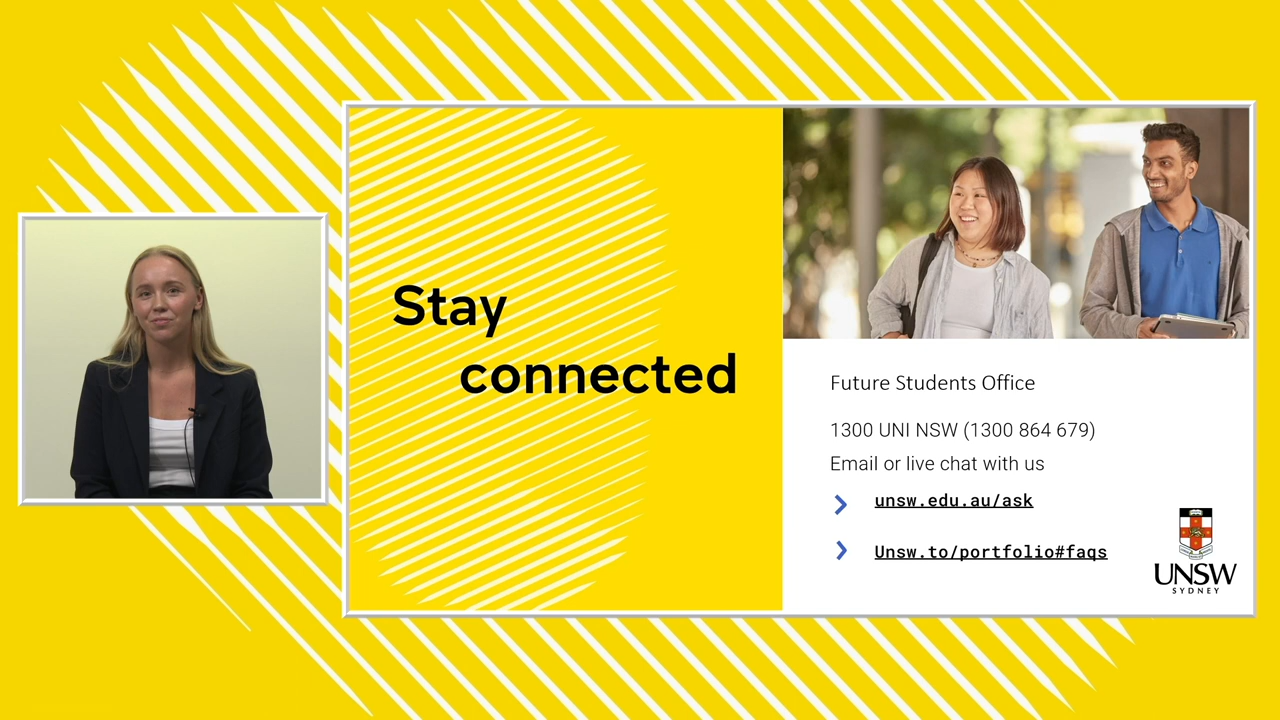 Stay
connected
Future Students Office
1300 UNI NSW (1300 864 679)
Email or live chat with us
unsw.edu.au/ask
Unsw.to/portfolio#faqs
UNSW
SYDNEY